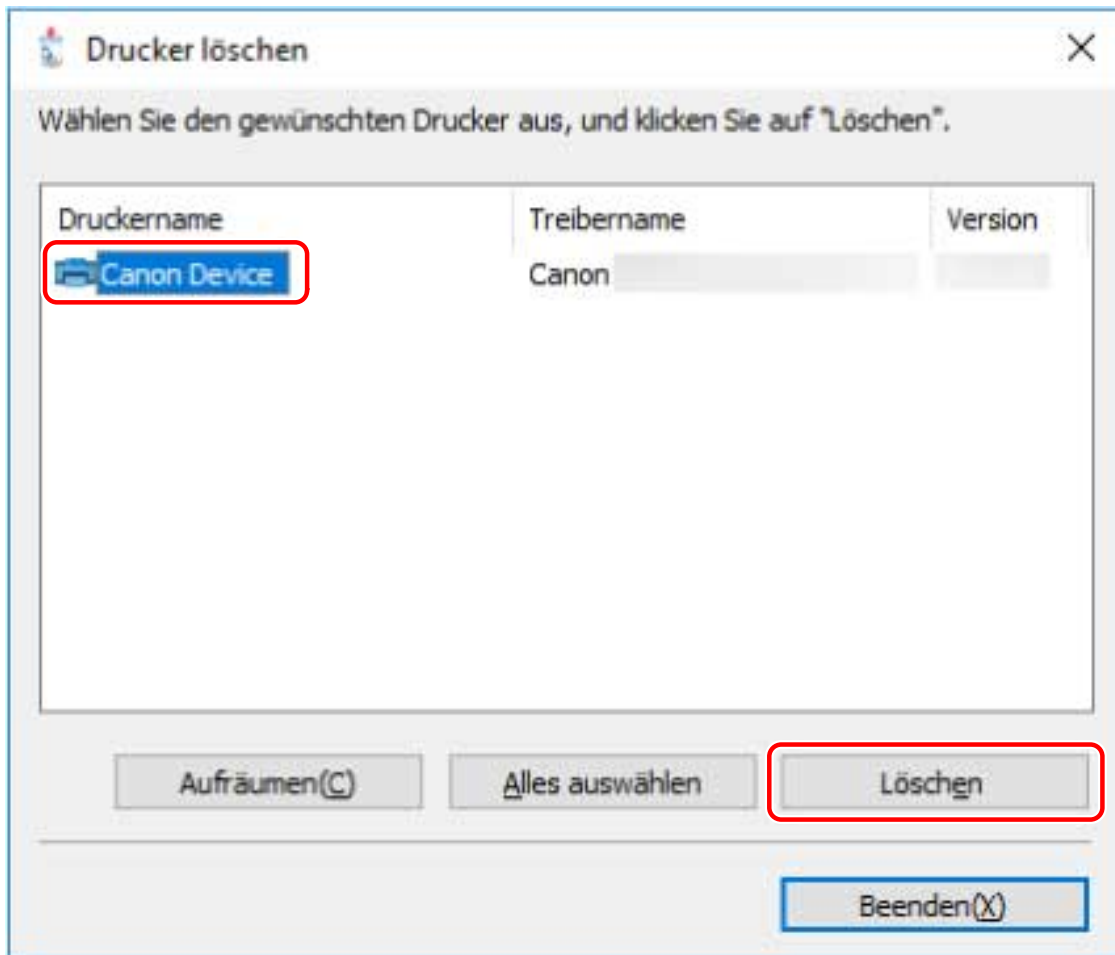 Drucker löschen
Wählen Sie den gewünschten Drucker aus, und klicken Sie auf "Löschen".
Druckername Treibername Version
Canon Device Canon
Aufräumen(C) Alles auswählen Löschen
Beenden(X)